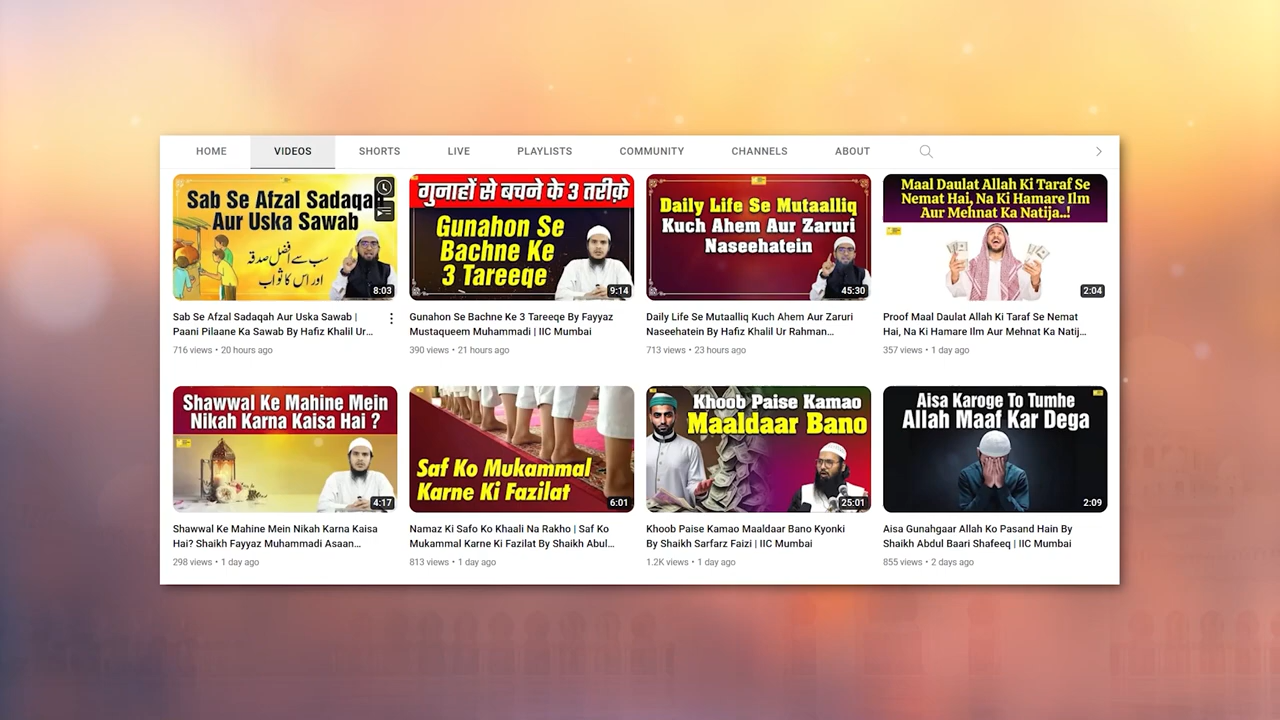 HOME VIDEOS SHORTS LIVE PLAYLISTS COMMUNITY CHANNELS ABOUT
Sab Se Afzal Sadaqah
Aur Uska Sawab
سب سے افضل صدقہ
اور اس کا ثواب
8:03
Sab Se Afzal Sadaqah Aur Uska Sawab |
Paani Pilaane Ka Sawab By Hafiz Khalil Ur...
716 views • 20 hours ago
गुनाहों से बचने के 3 तरीक़े
Gunahon Se
Bachne Ke
3 Tareeqe
9:14
Gunahon Se Bachne Ke 3 Tareeqe By Fayyaz
Mustaqueem Muhammadi | IIC Mumbai
390 views • 21 hours ago
Daily Life Se Mutaalliq
Kuch Ahem Aur Zaruri
Naseehatein
45:30
Daily Life Se Mutaalliq Kuch Ahem Aur Zaruri
Naseehatein By Hafiz Khalil Ur Rahman...
713 views • 23 hours ago
Maal Daulat Allah Ki Taraf Se
Nemat Hai, Na Ki Hamare Ilm
Aur Mehnat Ka Natija..!
2:04
Proof Maal Daulat Allah Ki Taraf Se Nemat
Hai, Na Ki Hamare Ilm Aur Mehnat Ka Natij...
357 views • 1 day ago
Shawwal Ke Mahine Mein
Nikah Karna Kaisa Hai ?
4:17
Shawwal Ke Mahine Mein Nikah Karna Kaisa
Hai? Shaikh Fayyaz Muhammadi Asaan...
298 views • 1 day ago
Saf Ko Mukammal
Karne Ki Fazilat
6:01
Namaz Ki Safo Ko Khaali Na Rakho | Saf Ko
Mukammal Karne Ki Fazilat By Shaikh Abul...
813 views • 1 day ago
Khoob Paise Kamao
Maaldaar Bano
25:01
Khoob Paise Kamao Maaldaar Bano Kyonki
By Shaikh Sarfarz Faizi | IIC Mumbai
1.2K views • 1 day ago
Aisa Karoge To Tumhe
Allah Maaf Kar Dega
2:09
Aisa Gunahgaar Allah Ko Pasand Hain By
Shaikh Abdul Baari Shafeeq | IIC Mumbai
855 views • 2 days ago